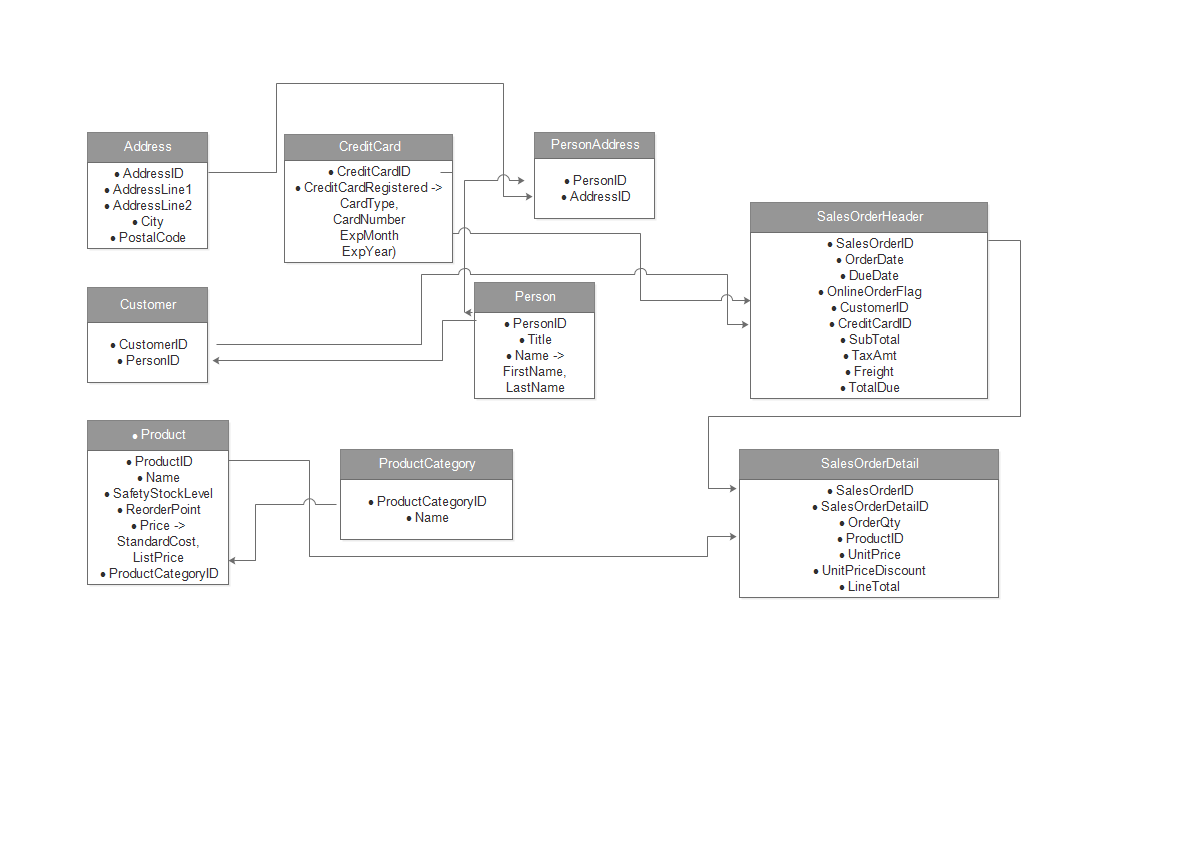 Address
• AddressID
• AddressLine1
• AddressLine2
• City
• PostalCode
CreditCard
• CreditCardID
• CreditCardRegistered ->
CardType,
CardNumber
ExpMonth
ExpYear)
PersonAddress
• PersonID
• AddressID
SalesOrderHeader
• SalesOrderID
• OrderDate
• DueDate
• OnlineOrderFlag
• CustomerID
• CreditCardID
• SubTotal
• TaxAmt
• Freight
• TotalDue
Customer
• CustomerID
• PersonID
Person
• PersonID
• Title
• Name ->
FirstName,
LastName
• Product
• ProductID
• Name
• SafetyStockLevel
• ReorderPoint
• Price ->
StandardCost,
ListPrice
• ProductCategoryID
ProductCategory
• ProductCategoryID
• Name
SalesOrderDetail
• SalesOrderID
• SalesOrderDetailID
• OrderQty
• ProductID
• UnitPrice
• UnitPriceDiscount
• LineTotal